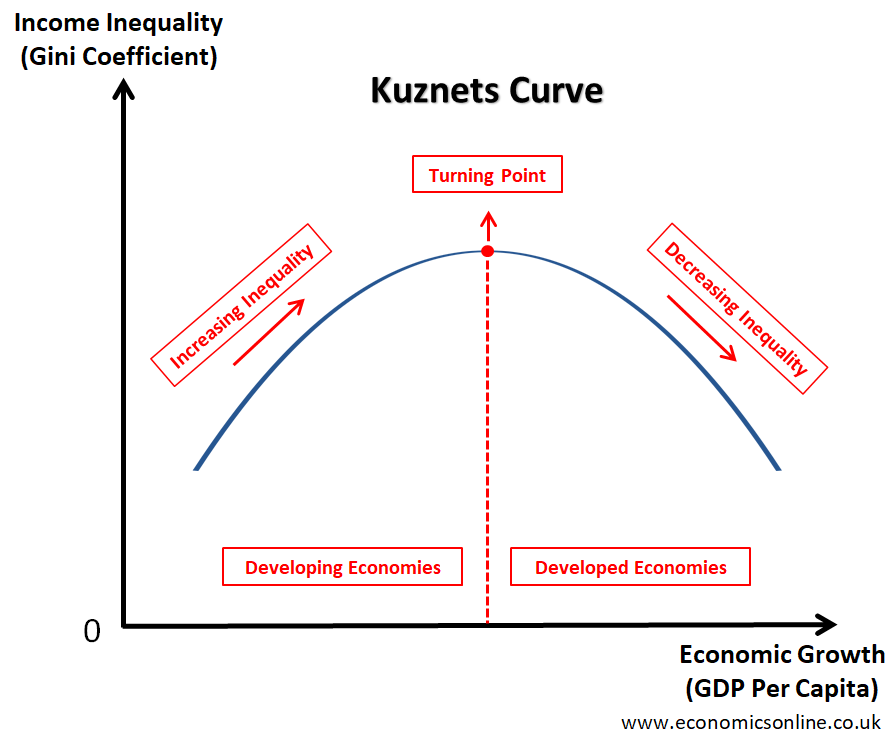 Income Inequality
(Gini Coefficient)
Kuznets Curve
Turning Point
Increasing Inequality
Decreasing Inequality
Developing Economies
Developed Economies
0
Economic Growth
(GDP Per Capita)
www.economicsonline.co.uk